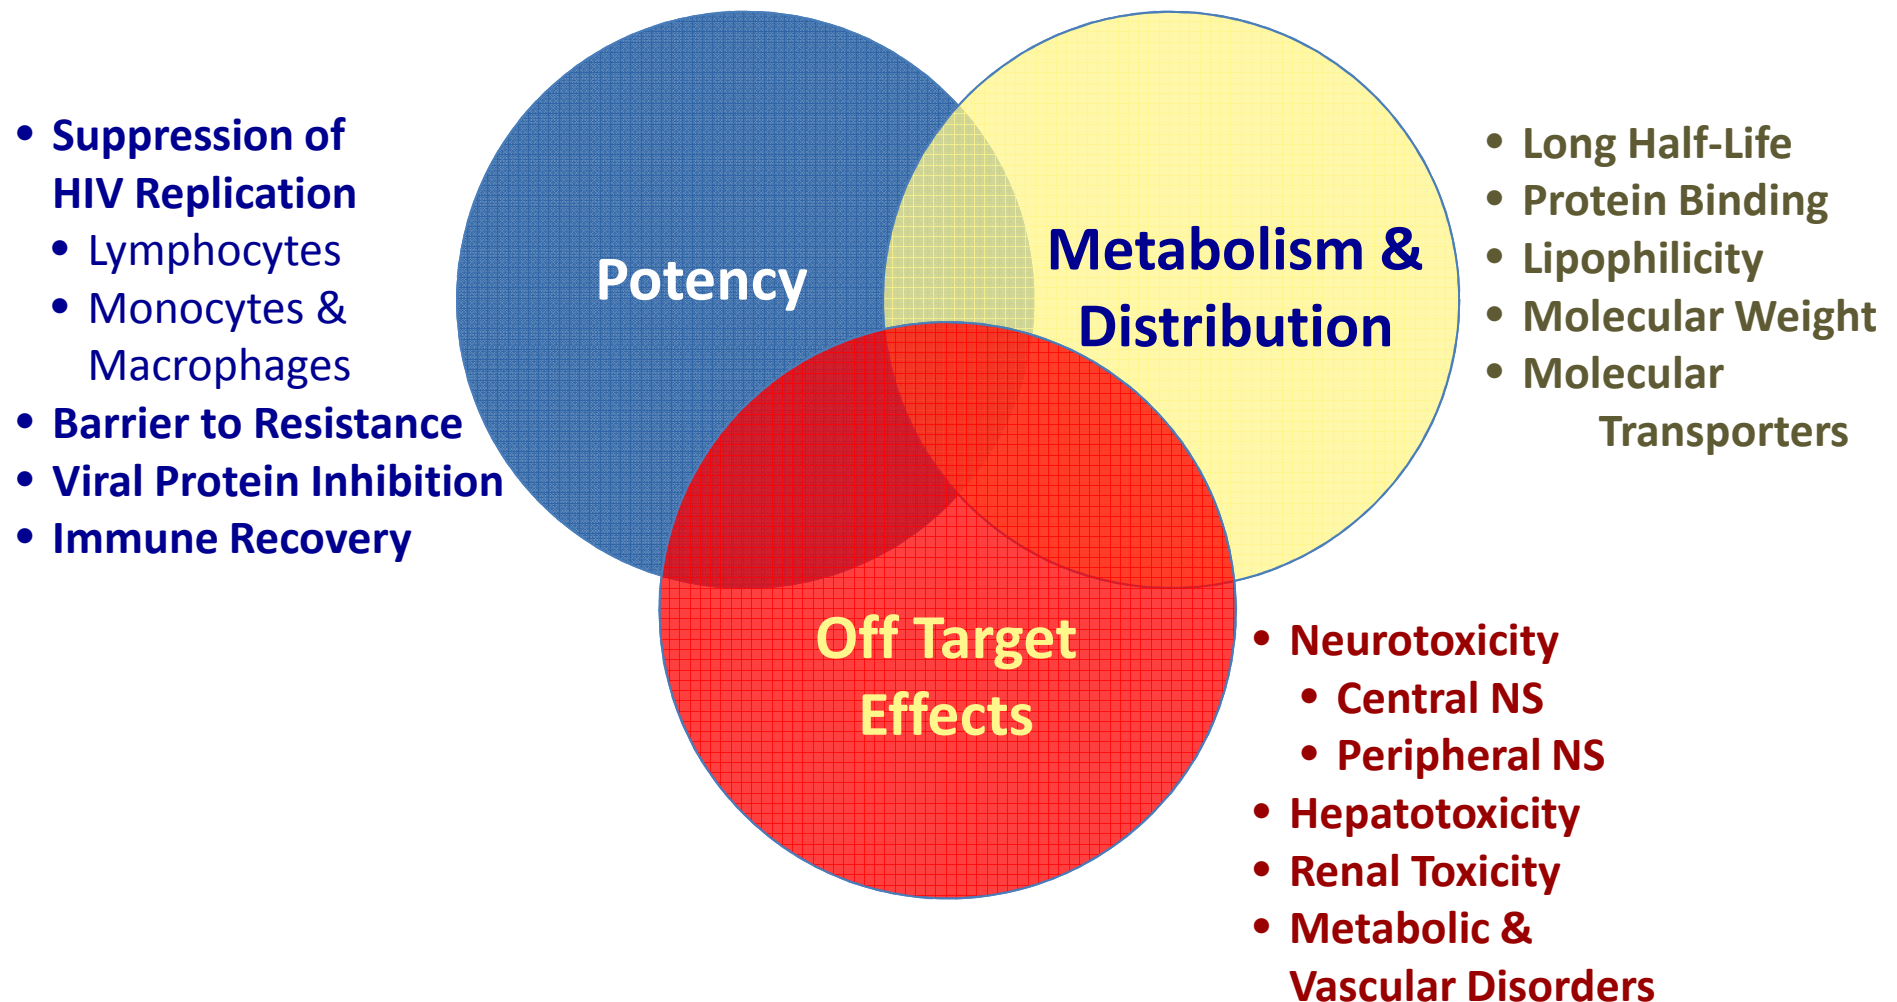 • Suppression of
HIV Replication
• Lymphocytes
• Monocytes &
Macrophages
• Barrier to Resistance
• Viral Protein Inhibition
• Immune Recovery
Potency
Metabolism &
Distribution
• Long Half-Life
• Protein Binding
• Lipophilicity
• Molecular Weight
• Molecular
Transporters
Off Target
Effects
• Neurotoxicity
• Central NS
• Peripheral NS
• Hepatotoxicity
• Renal Toxicity
• Metabolic &
Vascular Disorders